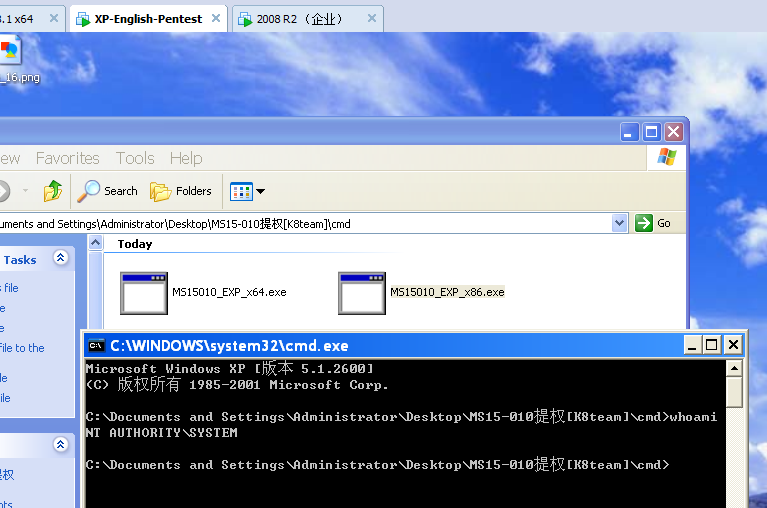 .1 x64 XP-English-Pentest 2008 R2 （企业）
_16.png
ew Favorites Tools Help
Search Folders
uments and Settings\Administrator\Desktop\MS15-010提权[K8team]\cmd Go
Tasks
Today
file
MS15010_EXP_x64.exe MS15010_EXP_x86.exe
file to the
C:\WINDOWS\system32\cmd.exe
Microsoft Windows XP [版本 5.1.2600]
(C) 版权所有 1985-2001 Microsoft Corp.
C:\Documents and Settings\Administrator\Desktop\MS15-010提权[K8team]\cmd>whoami
NT AUTHORITY\SYSTEM
C:\Documents and Settings\Administrator\Desktop\MS15-010提权[K8team]\cmd>
提权